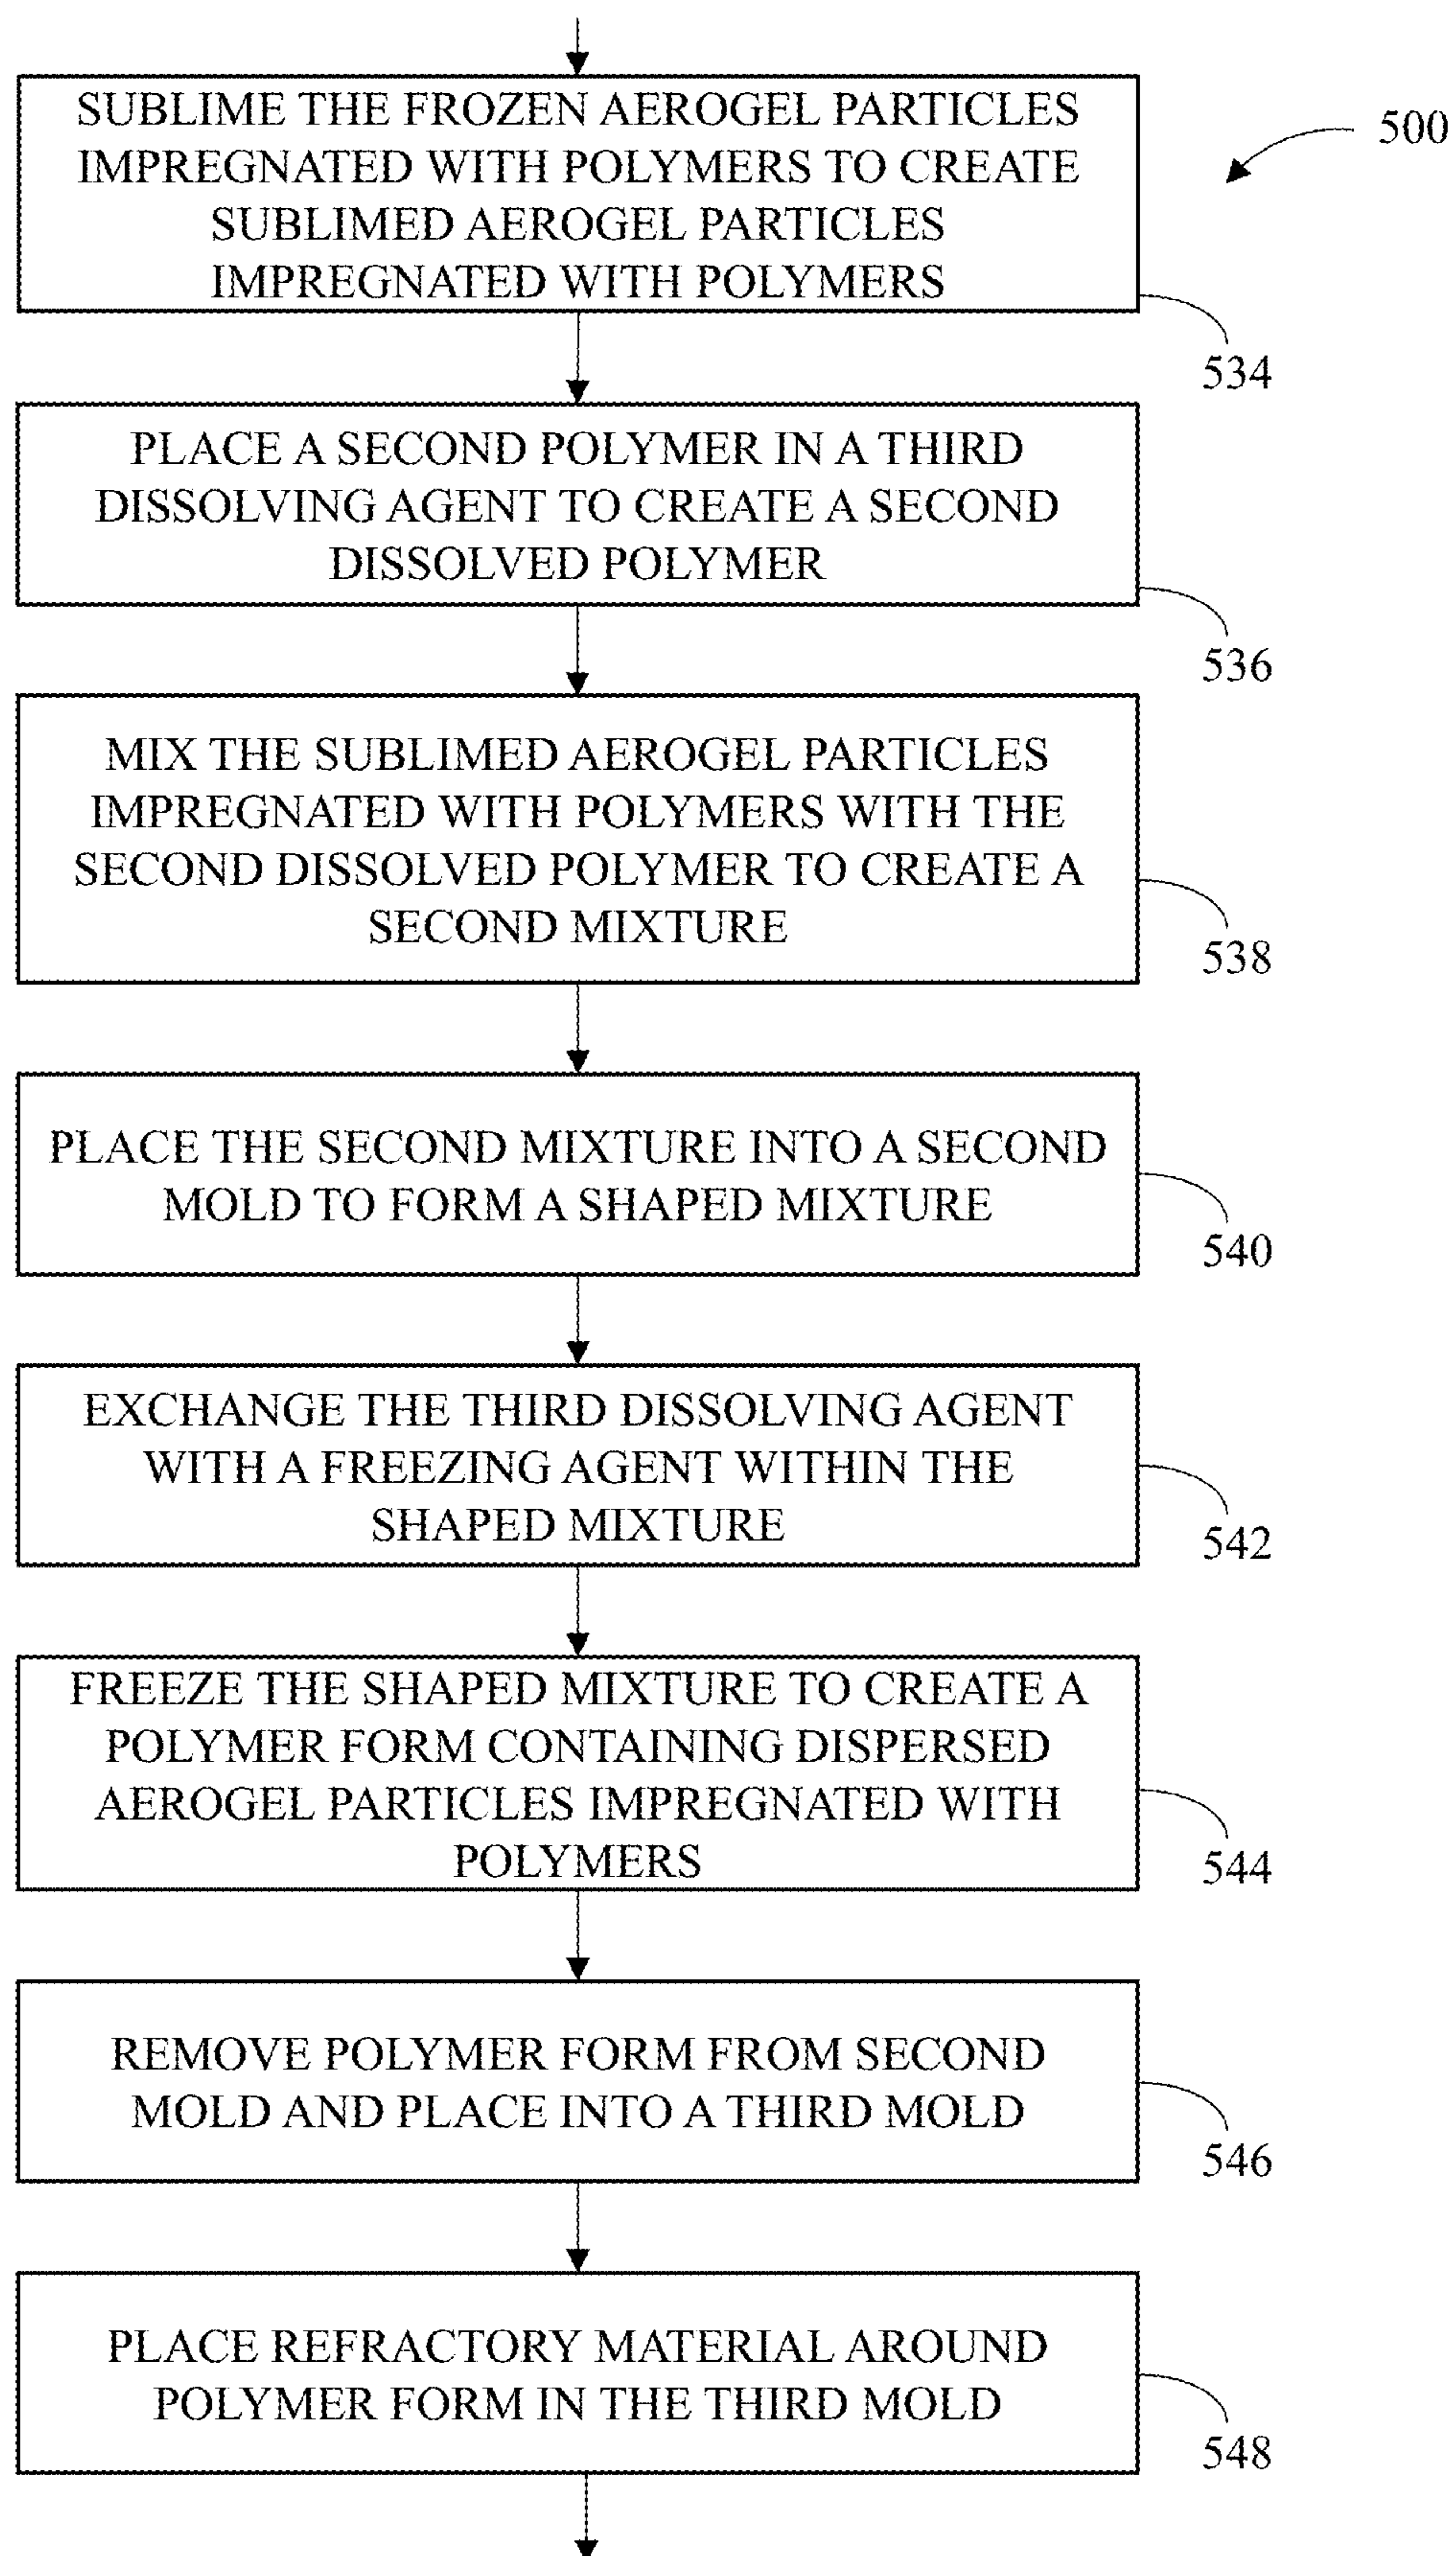 SUBLIME THE FROZEN AEROGEL PARTICLES
IMPREGNATED WITH POLYMERS TO CREATE
SUBLIMED AEROGEL PARTICLES
IMPREGNATED WITH POLYMERS
500
534
PLACE A SECOND POLYMER IN A THIRD
DISSOLVING AGENT TO CREATE A SECOND
DISSOLVED POLYMER
536
MIX THE SUBLIMED AEROGEL PARTICLES
IMPREGNATED WITH POLYMERS WITH THE
SECOND DISSOLVED POLYMER TO CREATE A
SECOND MIXTURE
538
PLACE THE SECOND MIXTURE INTO A SECOND
MOLD TO FORM A SHAPED MIXTURE
540
EXCHANGE THE THIRD DISSOLVING AGENT
WITH A FREEZING AGENT WITHIN THE
SHAPED MIXTURE
542
FREEZE THE SHAPED MIXTURE TO CREATE A
POLYMER FORM CONTAINING DISPERSED
AEROGEL PARTICLES IMPREGNATED WITH
POLYMERS
544
REMOVE POLYMER FORM FROM SECOND
MOLD AND PLACE INTO A THIRD MOLD
546
PLACE REFRACTORY MATERIAL AROUND
POLYMER FORM IN THE THIRD MOLD
548